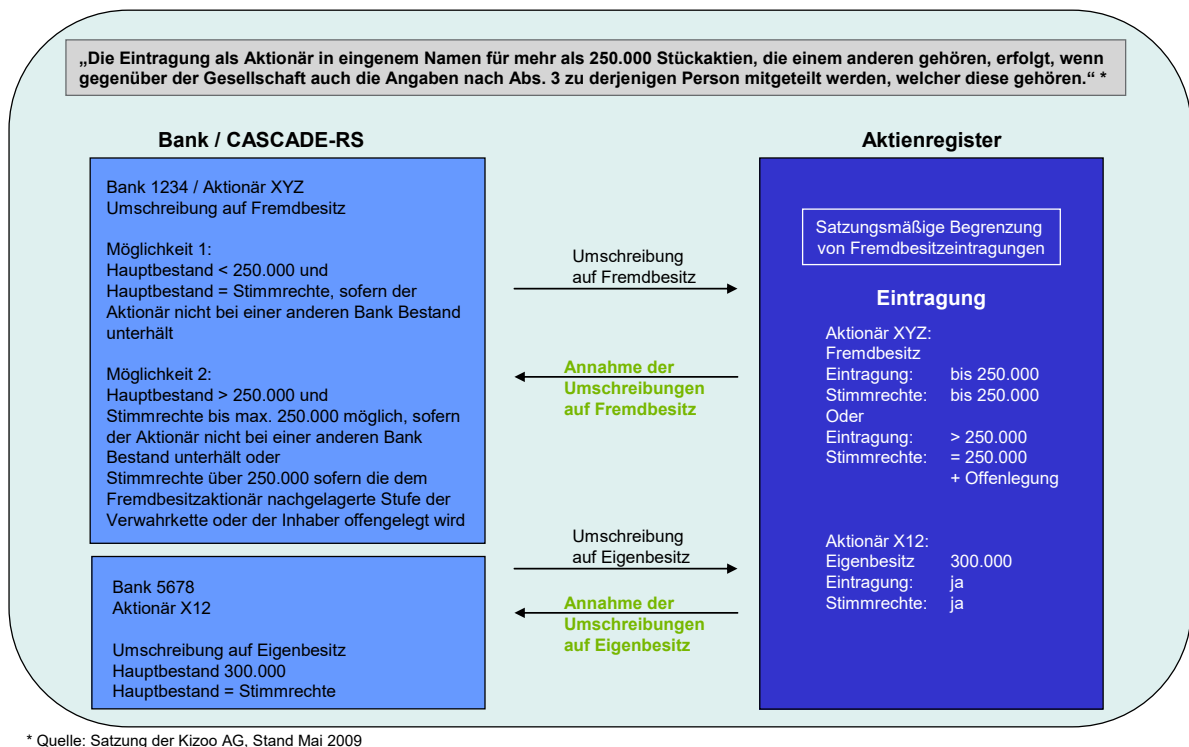 „Die Eintragung als Aktionär in eingenem Namen für mehr als 250.000 Stückaktien, die einem anderen gehören, erfolgt, wenn
gegenüber der Gesellschaft auch die Angaben nach Abs. 3 zu derjenigen Person mitgeteilt werden, welcher diese gehören.“ *
Bank / CASCADE-RS
Bank 1234 / Aktionär XYZ
Umschreibung auf Fremdbesitz
Möglichkeit 1:
Hauptbestand < 250.000 und
Hauptbestand = Stimmrechte, sofern der
Aktionär nicht bei einer anderen Bank Bestand
unterhält
Möglichkeit 2:
Hauptbestand > 250.000 und
Stimmrechte bis max. 250.000 möglich, sofern
der Aktionär nicht bei einer anderen Bank
Bestand unterhält oder
Stimmrechte über 250.000 sofern die dem
Fremdbesitzaktionär nachgelagerte Stufe der
Verwahrkette oder der Inhaber offengelegt wird
Bank 5678
Aktionär X12
Umschreibung auf Eigenbesitz
Hauptbestand 300.000
Hauptbestand = Stimmrechte
Umschreibung
auf Fremdbesitz
Annahme der
Umschreibungen
auf Fremdbesitz
Umschreibung
auf Eigenbesitz
Annahme der
Umschreibungen
auf Eigenbesitz
Aktienregister
Satzungsmäßige Begrenzung
von Fremdbesitzeintragungen
Eintragung
Aktionär XYZ:
Fremdbesitz
Eintragung: bis 250.000
Stimmrechte: bis 250.000
Oder
Eintragung: > 250.000
Stimmrechte: = 250.000
+ Offenlegung
Aktionär X12:
Eigenbesitz 300.000
Eintragung: ja
Stimmrechte: ja
* Quelle: Satzung der Kizoo AG, Stand Mai 2009